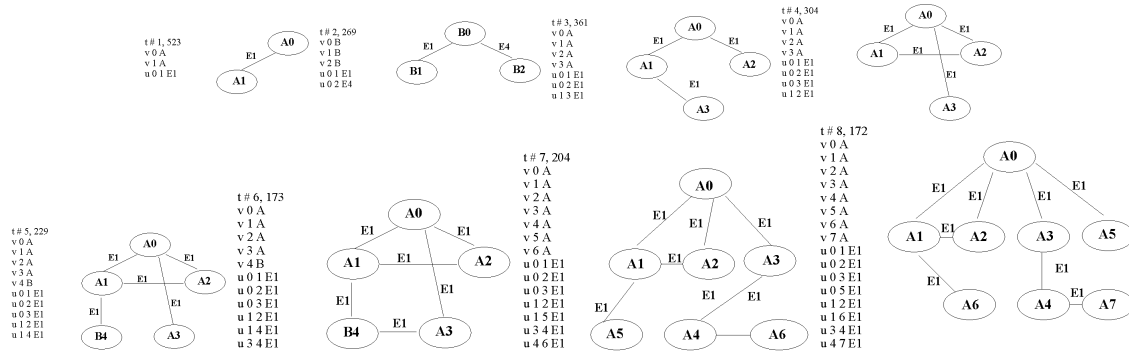 t # 1, 523
v 0 A
v 1 A
u 0 1 E1
A0
E1
A1
t # 2, 269
v 0 B
v 1 B
v 2 B
u 0 1 E1
u 0 2 E4
B0
E1
E4
B1
B2
t # 3, 361
v 0 A
v 1 A
v 2 A
v 3 A
u 0 1 E1
u 0 2 E1
u 1 3 E1
A0
E1
E1
A1
A2
E1
A3
t # 4, 304
v 0 A
v 1 A
v 2 A
v 3 A
u 0 1 E1
u 0 2 E1
u 0 3 E1
u 1 2 E1
A0
E1
E1
A1
E1
A2
E1
A3
t # 5, 229
v 0 A
v 1 A
v 2 A
v 3 A
v 4 B
u 0 1 E1
u 0 2 E1
u 0 3 E1
u 1 2 E1
u 1 4 E1
A0
E1
E1
A1
E1
A2
E1
E1
B4
A3
t # 6, 173
v 0 A
v 1 A
v 2 A
v 3 A
v 4 B
u 0 1 E1
u 0 2 E1
u 0 3 E1
u 1 2 E1
u 1 4 E1
u 3 4 E1
A0
E1
E1
A1
E1
A2
E1
E1
B4
E1
A3
t # 7, 204
v 0 A
v 1 A
v 2 A
v 3 A
v 4 A
v 5 A
v 6 A
u 0 1 E1
u 0 2 E1
u 0 3 E1
u 1 2 E1
u 1 5 E1
u 3 4 E1
u 4 6 E1
A0
E1
E1
E1
A1
E1
A2
A3
E1
E1
A5
A4
A6
t # 8, 172
v 0 A
v 1 A
v 2 A
v 3 A
v 4 A
v 5 A
v 6 A
v 7 A
u 0 1 E1
u 0 2 E1
u 0 3 E1
u 0 5 E1
u 1 2 E1
u 1 6 E1
u 3 4 E1
u 4 7 E1
A0
E1
E1
E1
E1
A1
E1
A2
A3
A5
E1
E1
A6
A4
E1
A7